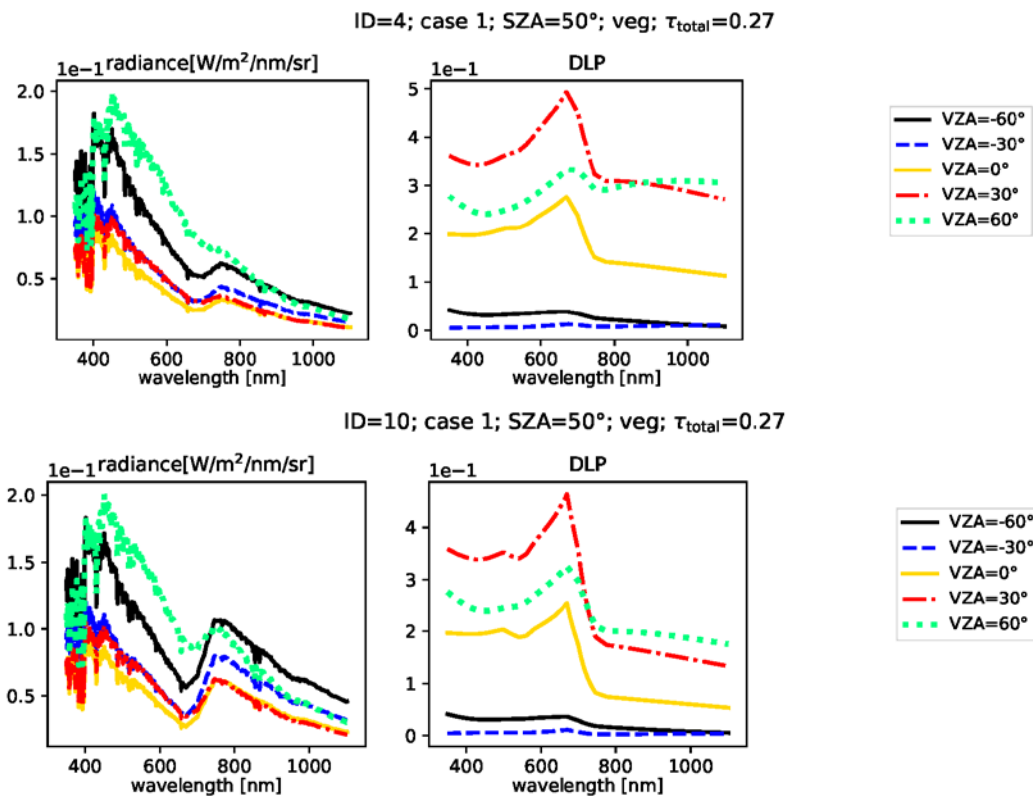 ID=4; case 1; SZA=50°; veg; τtotal=0.27
1e−1 radiance[W/m²/nm/sr]
2.0
1.5
1.0
0.5
400 600 800 1000
wavelength [nm]
DLP
1e−1
5
4
3
2
1
0
400 600 800 1000
wavelength [nm]
VZA=-60°
VZA=-30°
VZA=0°
VZA=30°
VZA=60°
ID=10; case 1; SZA=50°; veg; τtotal=0.27
1e−1 radiance[W/m²/nm/sr]
2.0
1.5
1.0
0.5
400 600 800 1000
wavelength [nm]
DLP
1e−1
4
3
2
1
0
400 600 800 1000
wavelength [nm]
VZA=-60°
VZA=-30°
VZA=0°
VZA=30°
VZA=60°